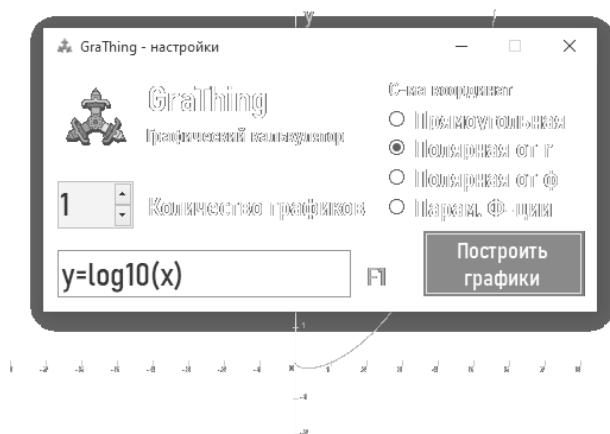 y
GraThing - настройки
GraThing
Графический калькулятор
С-ма координат
Прямоугольная
Полярная от r
Полярная от ф
Парам. Ф-ции
1
Количество графиков
y=log10(x)
F1
Построить
графики
1